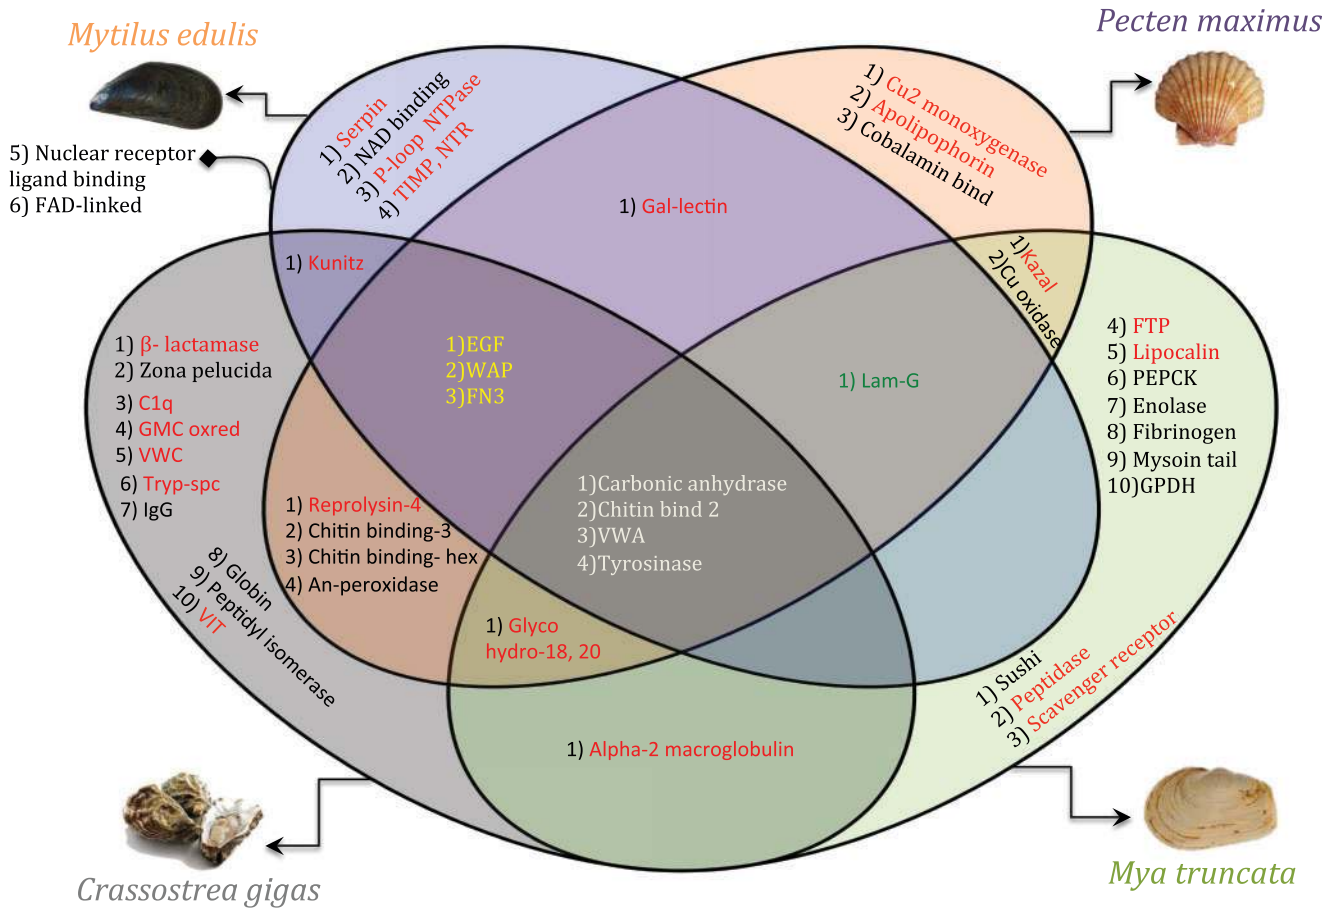 Mytilus edulis
Pecten maximus
1) Serpin
2) NAD binding
3) P-loop NTPase
4) TIMP, NTR
5) Nuclear receptor
ligand binding
6) FAD-linked
1) Cu2 monoxygenase
2) Apolipophorin
3) Cobalamin bind
1) Gal-lectin
1) Kunitz
1)Kazal
2)Cu oxidase
1) β- lactamase
2) Zona pelucida
3) C1q
4) GMC oxred
5) VWC
6) Tryp-spc
7) IgG
8) Globin
9) Peptidyl isomerase
10) VIT
1)EGF
2)WAP
3)FN3
1) Lam-G
4) FTP
5) Lipocalin
6) PEPCK
7) Enolase
8) Fibrinogen
9) Mysoin tail
10)GPDH
1) Reprolysin-4
2) Chitin binding-3
3) Chitin binding- hex
4) An-peroxidase
1)Carbonic anhydrase
2)Chitin bind 2
3)VWA
4)Tyrosinase
1) Glyco
hydro-18, 20
1) Sushi
2) Peptidase
3) Scavenger receptor
1) Alpha-2 macroglobulin
Crassostrea gigas
Mya truncata